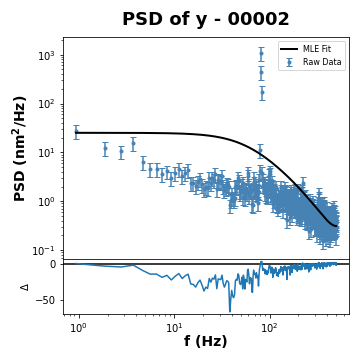 PSD of y - 00002
MLE Fit
Raw Data
PSD (nm²/Hz)
10³
10²
10¹
10⁰
10⁻¹
Δ
0
−50
10⁰ 10¹ 10²
f (Hz)